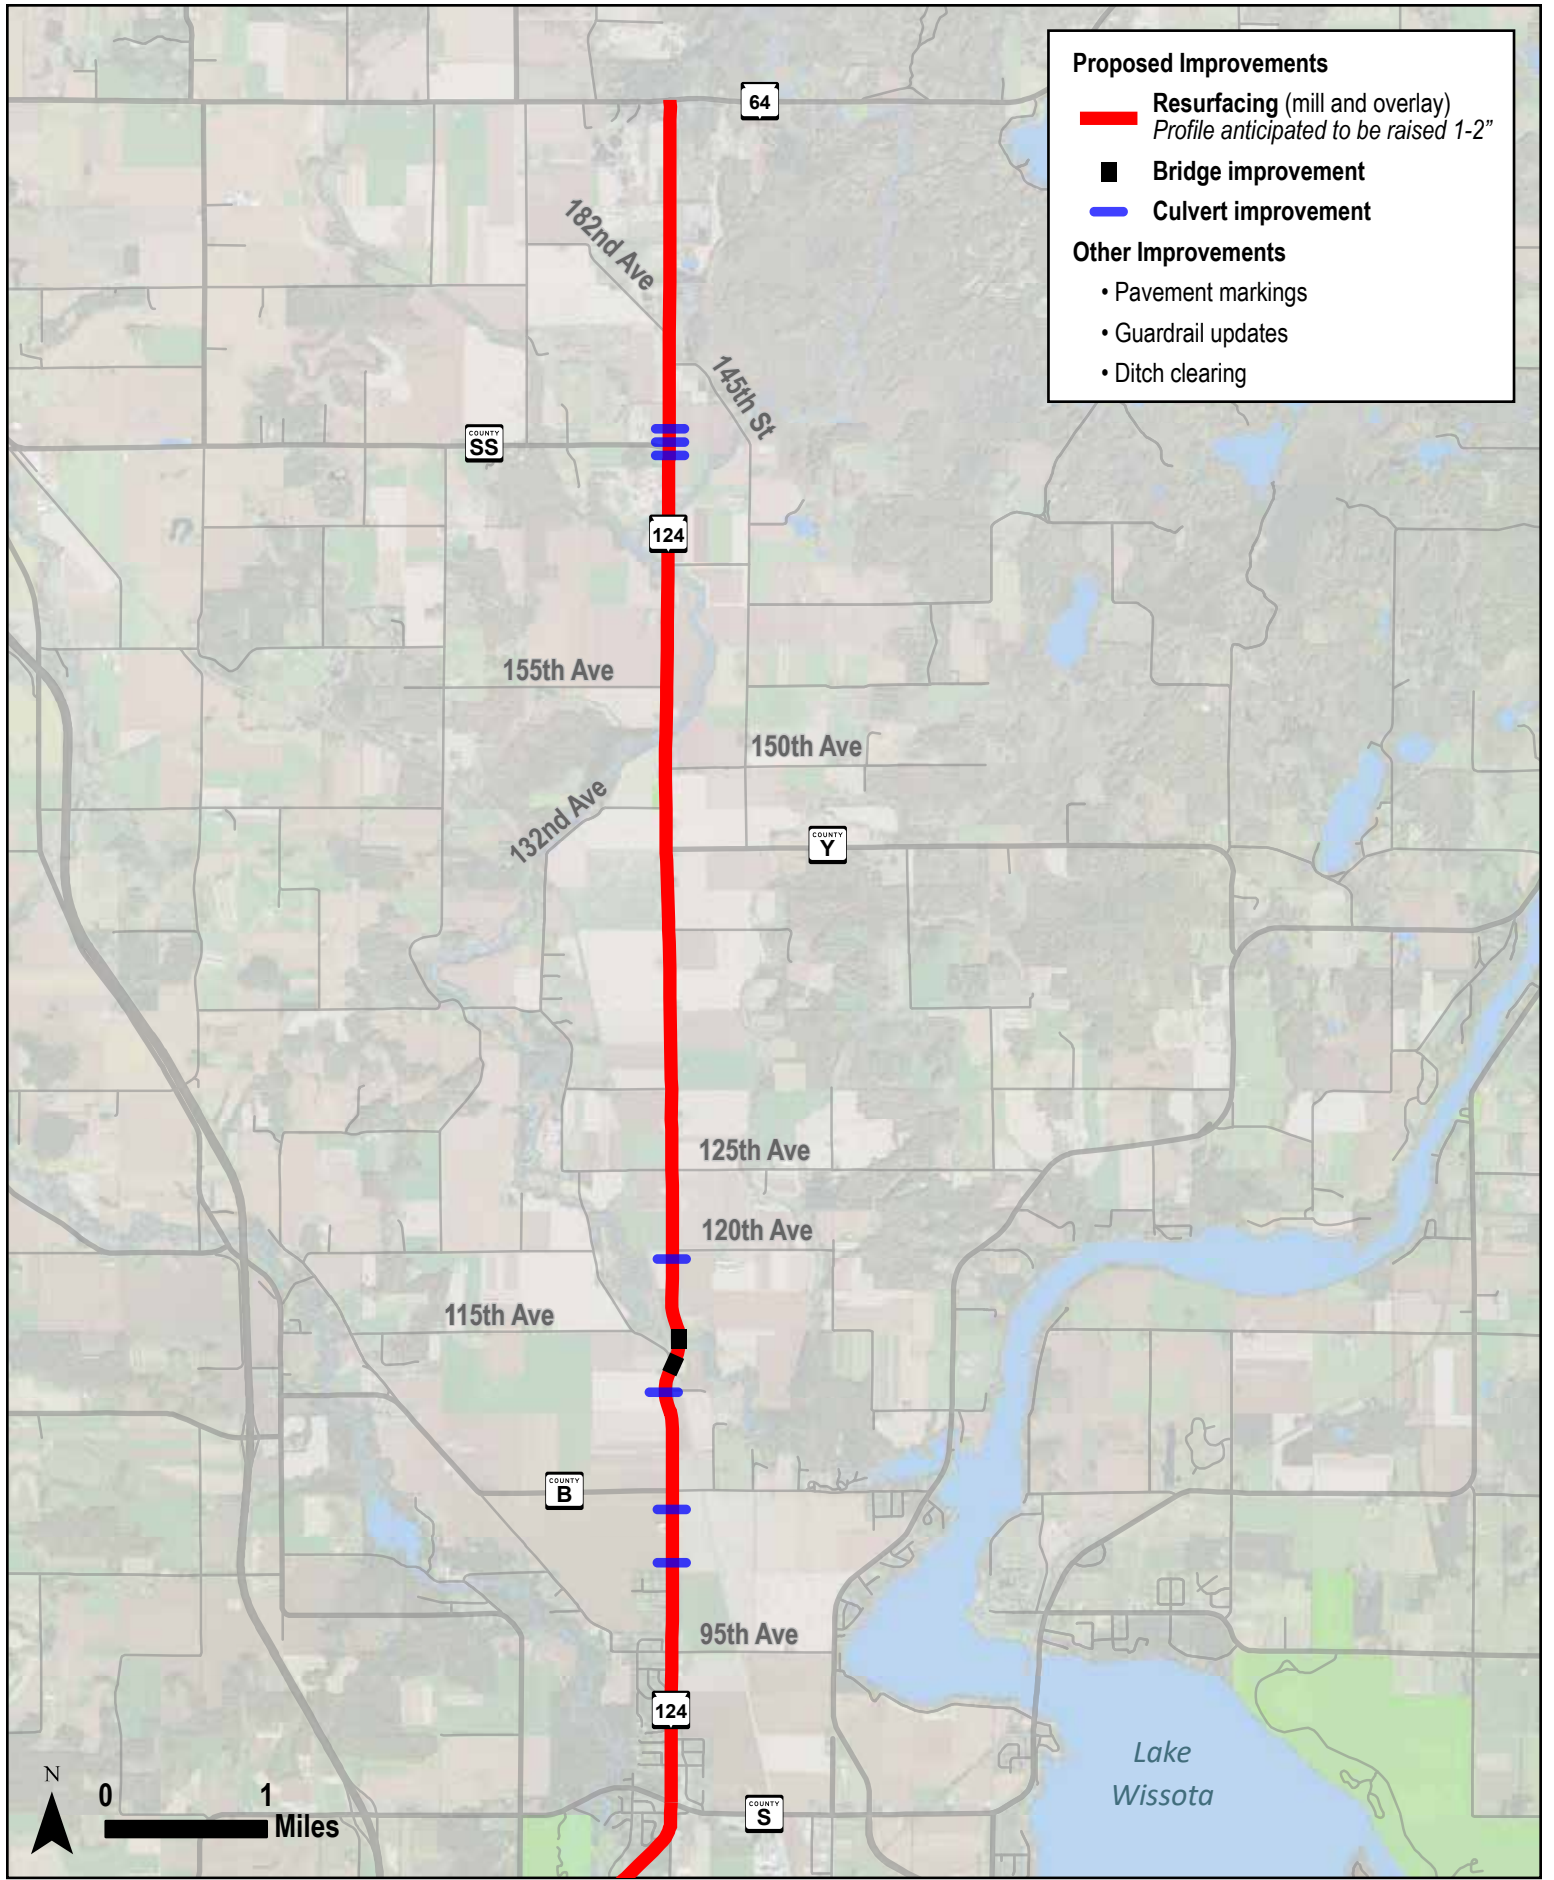 Proposed Improvements
Resurfacing (mill and overlay)
Profile anticipated to be raised 1-2”
Bridge improvement
Culvert improvement
Other Improvements
• Pavement markings
• Guardrail updates
• Ditch clearing
64
182nd Ave
145th St
COUNTY
SS
124
155th Ave
150th Ave
132nd Ave
COUNTY
Y
125th Ave
120th Ave
115th Ave
COUNTY
B
95th Ave
124
Lake
Wissota
COUNTY
S
N
0 1
Miles